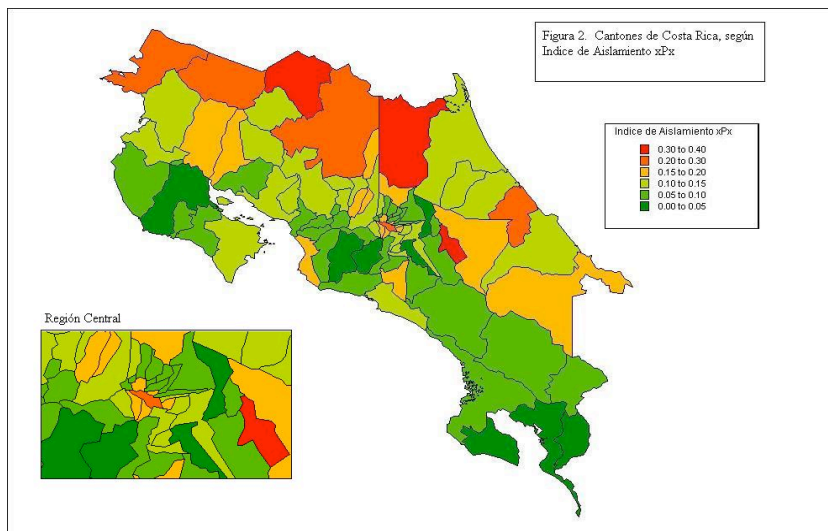 Figura 2.  Cantones de Costa Rica, según
Indice de Aislamiento xPx
Indice de Aislamiento xPx
0.30 to 0.40
0.20 to 0.30
0.15 to 0.20
0.10 to 0.15
0.05 to 0.10
0.00 to 0.05
Región Central